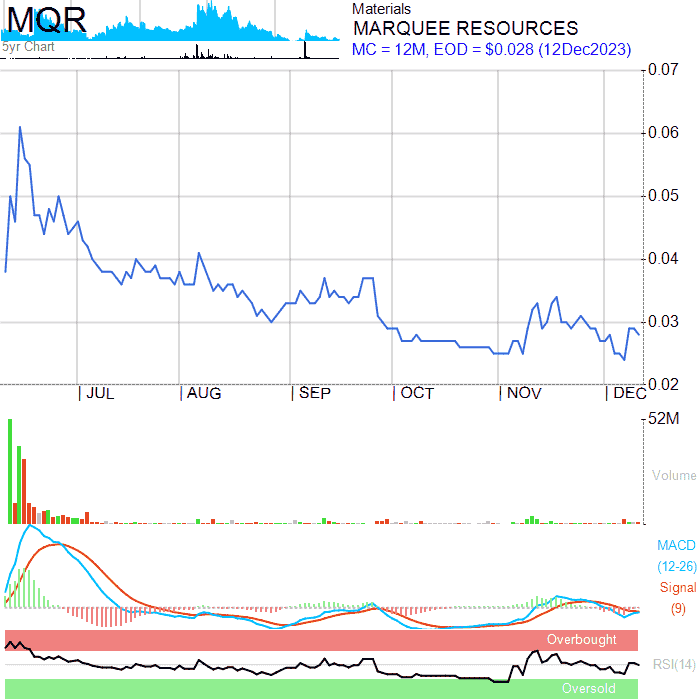 MQR
5yr Chart
Materials
MARQUEE RESOURCES
MC = 12M, EOD = $0.028 (12Dec2023)
0.07
0.06
0.05
0.04
0.03
0.02
JUL AUG SEP OCT NOV DEC
52M
Volume
MACD
(12-26)
Signal
(9)
Overbought
RSI(14)
Oversold